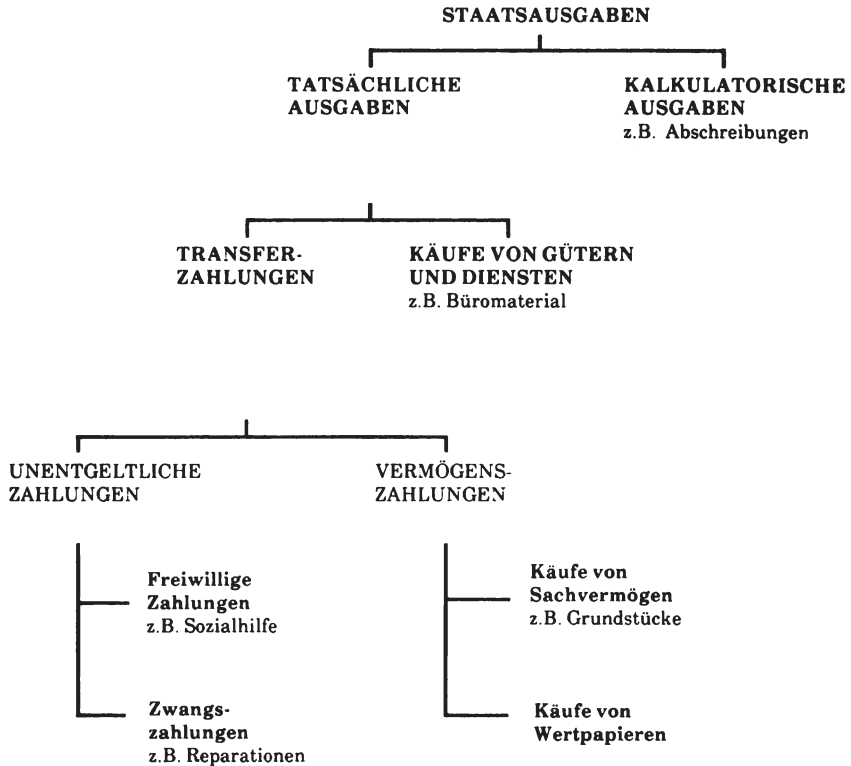 STAATSAUSGABEN
TATSÄCHLICHE
AUSGABEN
KALKULATORISCHE
AUSGABEN
z.B. Abschreibungen
TRANSFER-
ZAHLUNGEN
KÄUFE VON GÜTERN
UND DIENSTEN
z.B. Büromaterial
UNENTGELTLICHE
ZAHLUNGEN
VERMÖGENS-
ZAHLUNGEN
Freiwillige
Zahlungen
z.B. Sozialhilfe
Käufe von
Sachvermögen
z.B. Grundstücke
Zwangs-
zahlungen
z.B. Reparationen
Käufe von
Wertpapieren